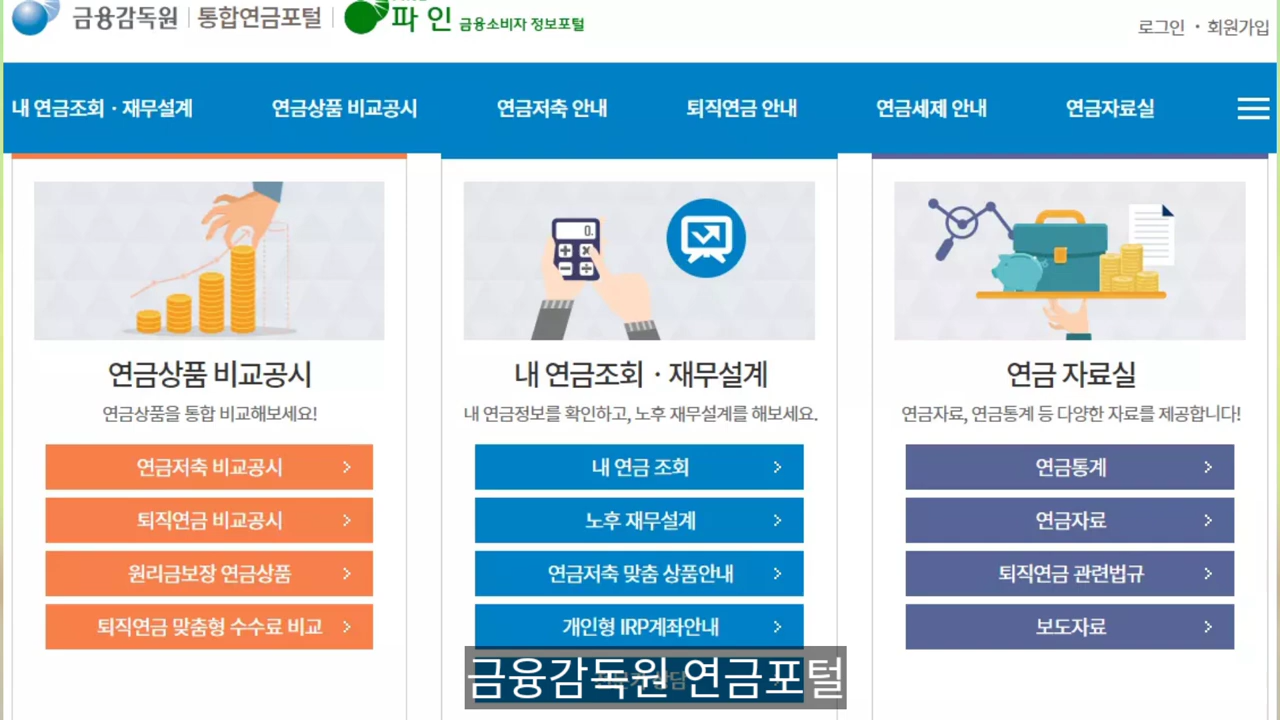 금융감독원 통합연금포털 파인 금융소비자 정보포털
로그인 · 회원가입
내 연금조회 · 재무설계 연금상품 비교공시 연금저축 안내 퇴직연금 안내 연금세제 안내 연금자료실
0.
연금상품 비교공시
연금상품을 통합 비교해보세요!
연금저축 비교공시
퇴직연금 비교공시
원리금보장 연금상품
퇴직연금 맞춤형 수수료 비교
내 연금조회 · 재무설계
내 연금정보를 확인하고, 노후 재무설계를 해보세요.
내 연금 조회
노후 재무설계
연금저축 맞춤 상품안내
개인형 IRP계좌안내
연금 자료실
연금자료, 연금통계 등 다양한 자료를 제공합니다!
연금통계
연금자료
퇴직연금 관련법규
보도자료
금융감독원 연금포털